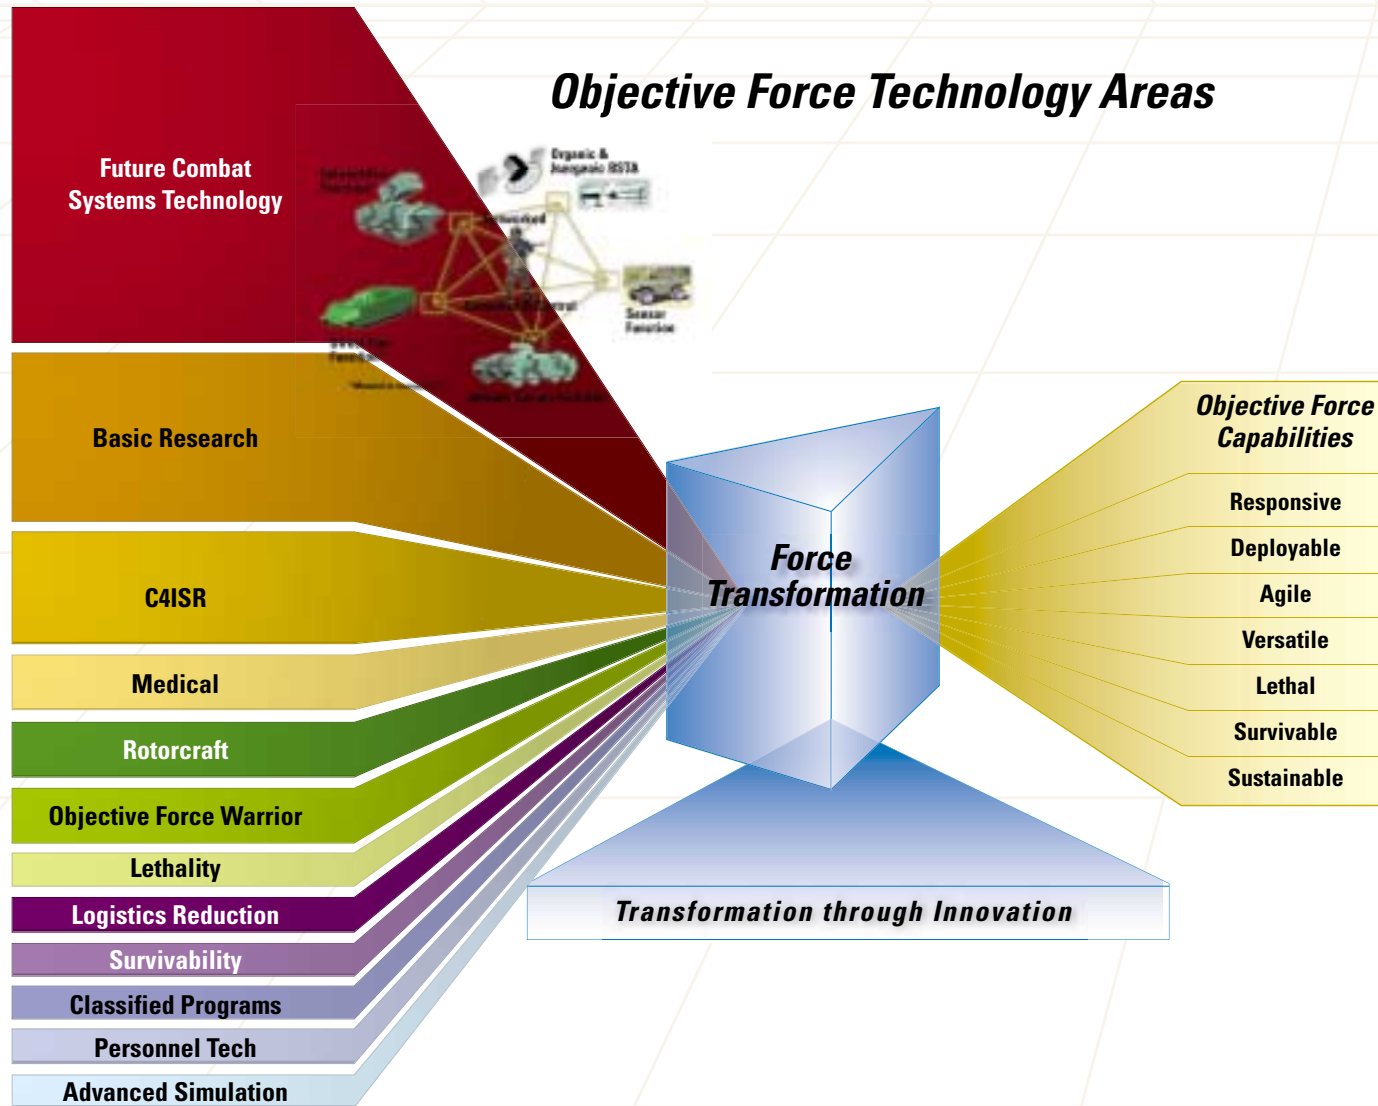 Objective Force Technology Areas
Future Combat
Systems Technology
Organic &
Inorganic RSTA
Networked
Sensor
Function
Basic Research
C4ISR
Medical
Rotorcraft
Objective Force Warrior
Lethality
Logistics Reduction
Survivability
Classified Programs
Personnel Tech
Advanced Simulation
Force
Transformation
Transformation through Innovation
Objective Force
Capabilities
Responsive
Deployable
Agile
Versatile
Lethal
Survivable
Sustainable